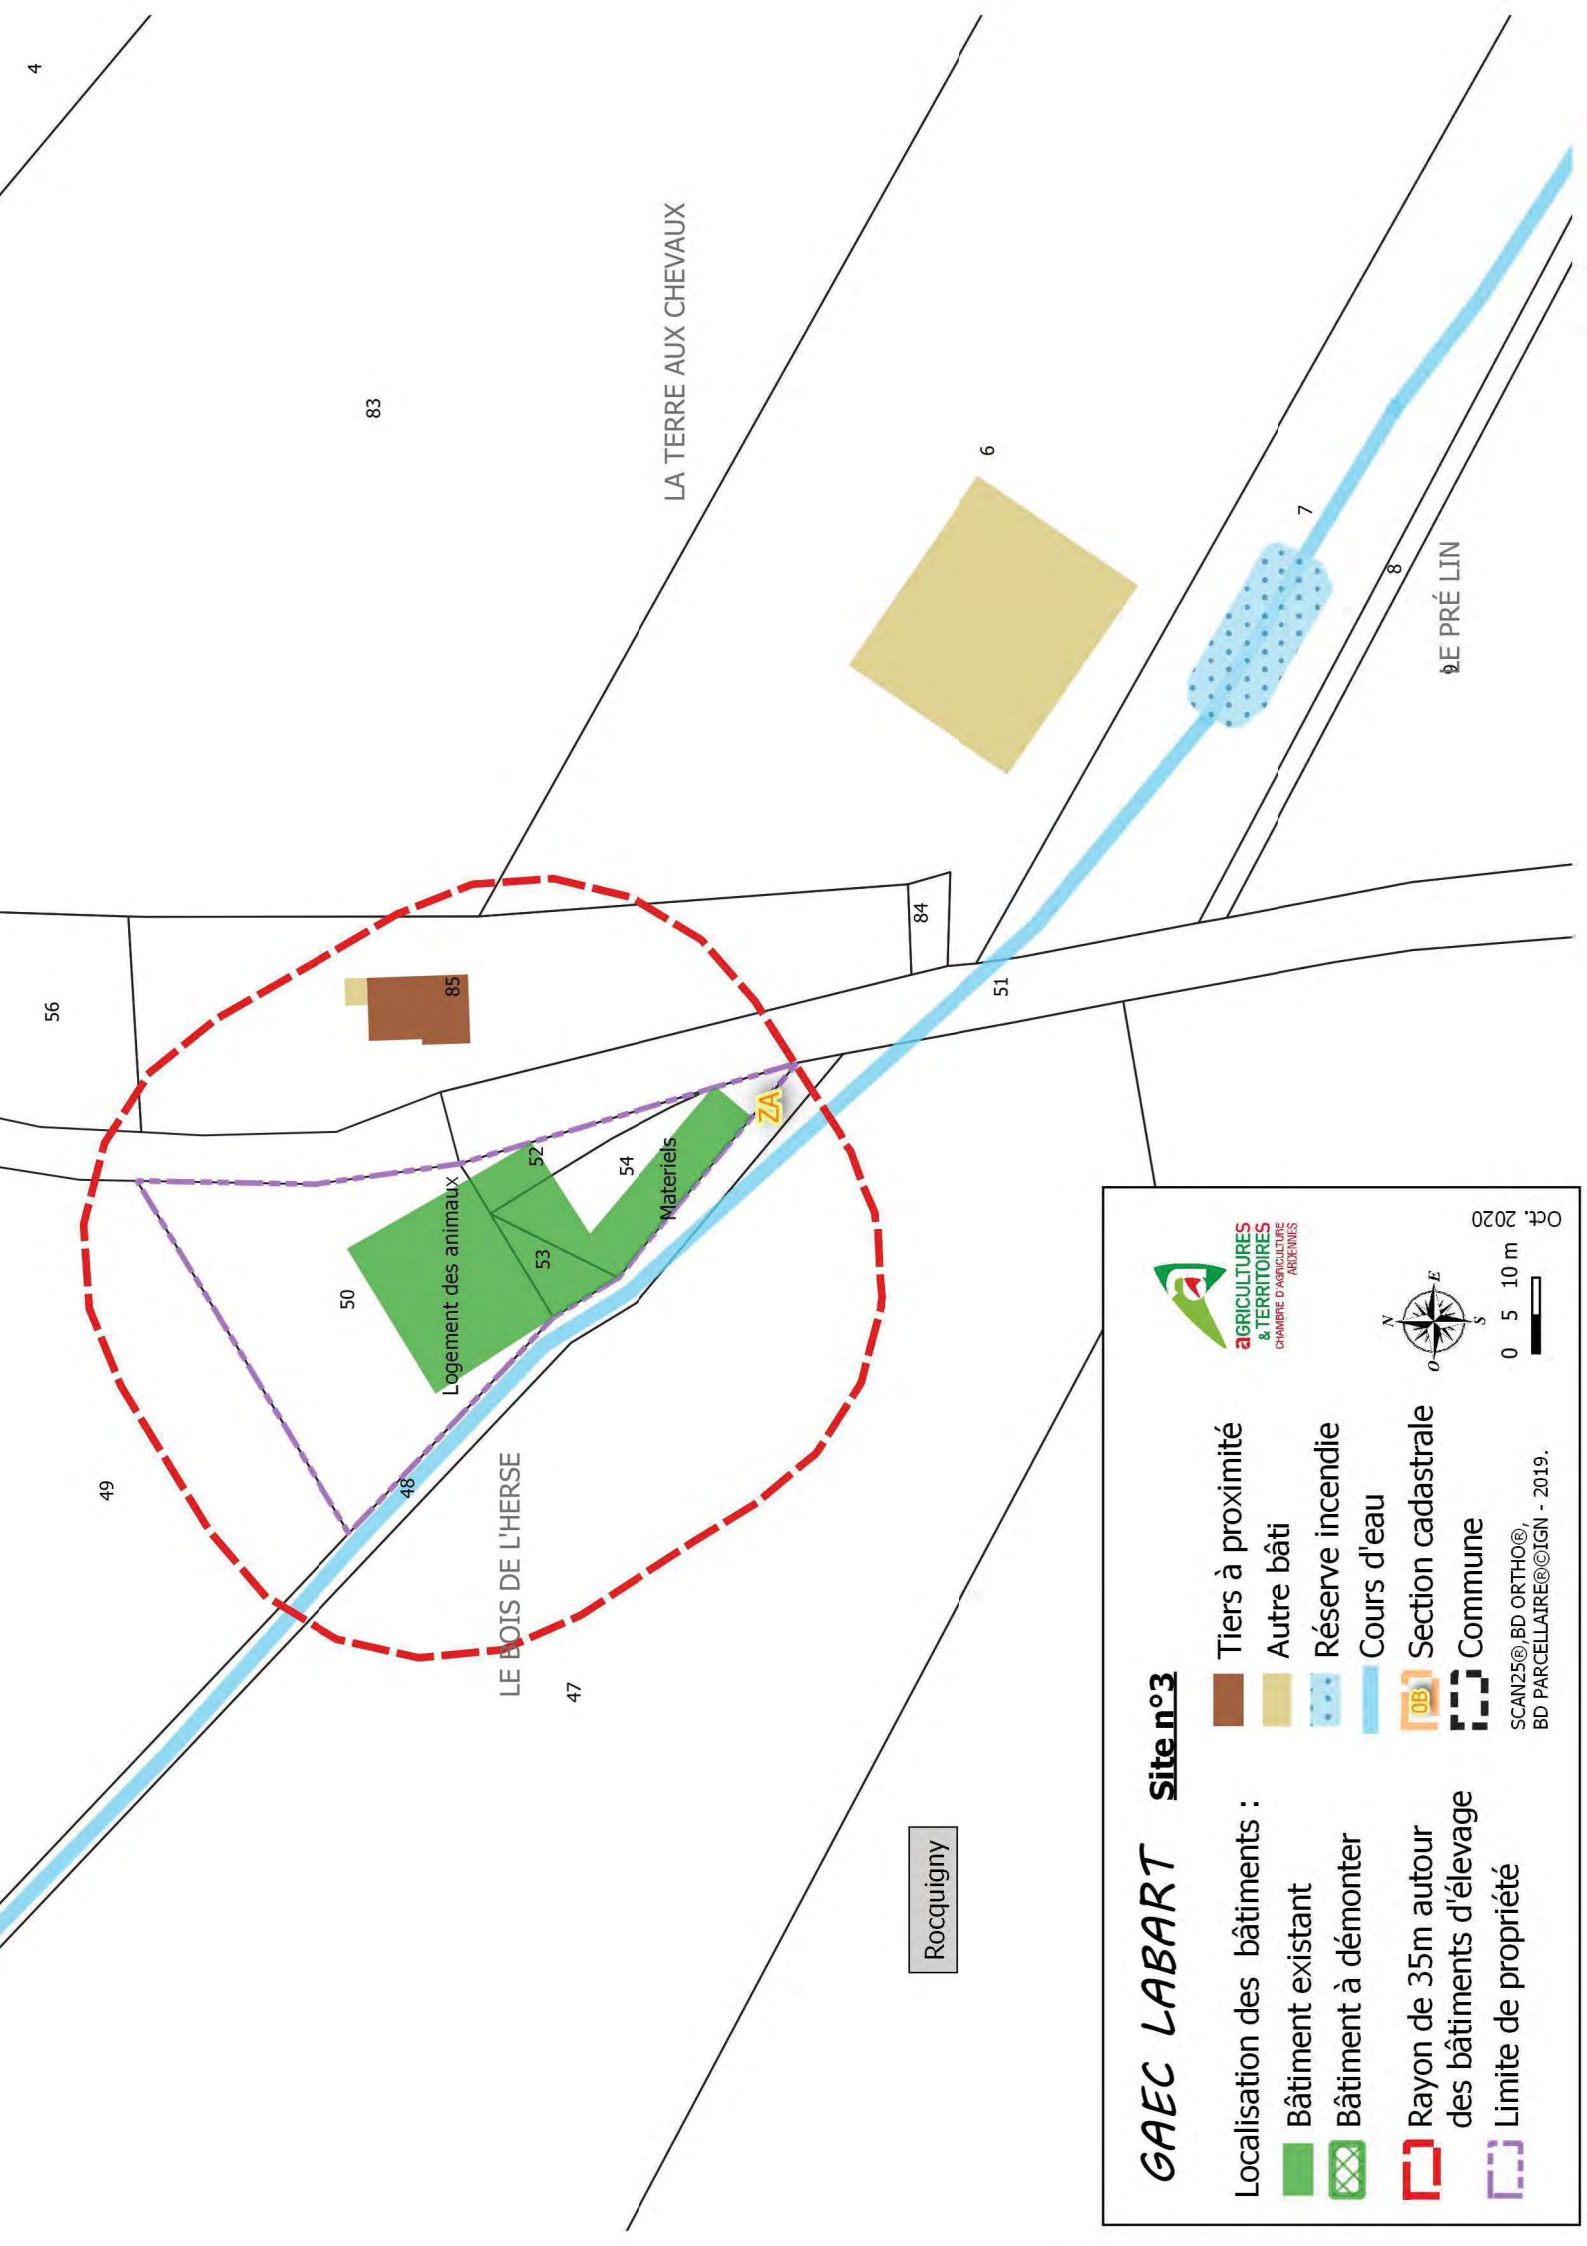 4
83
LA TERRE AUX CHEVAUX
6
7
8
9
LE PRÉ LIN
56
85
84
51
52
54
53
50
Logement des animaux
Materiels
ZA
49
48
LE BOIS DE L'HERSE
47
Rocquigny
GAEC LABART Site n°3
Localisation des bâtiments :
Bâtiment existant
Bâtiment à démonter
Rayon de 35m autour
des bâtiments d'élevage
Limite de propriété
Tiers à proximité
Autre bâti
Réserve incendie
Cours d'eau
0B
Section cadastrale
Commune
SCAN25®,BD ORTHO®,
BD PARCELLAIRE®©IGN - 2019.
a
aGRICULTURES
& TERRITOIRES
CHAMBRE D'AGRICULTURE
ARDENNES
N
O
E
S
0 5 10 m
Oct. 2020